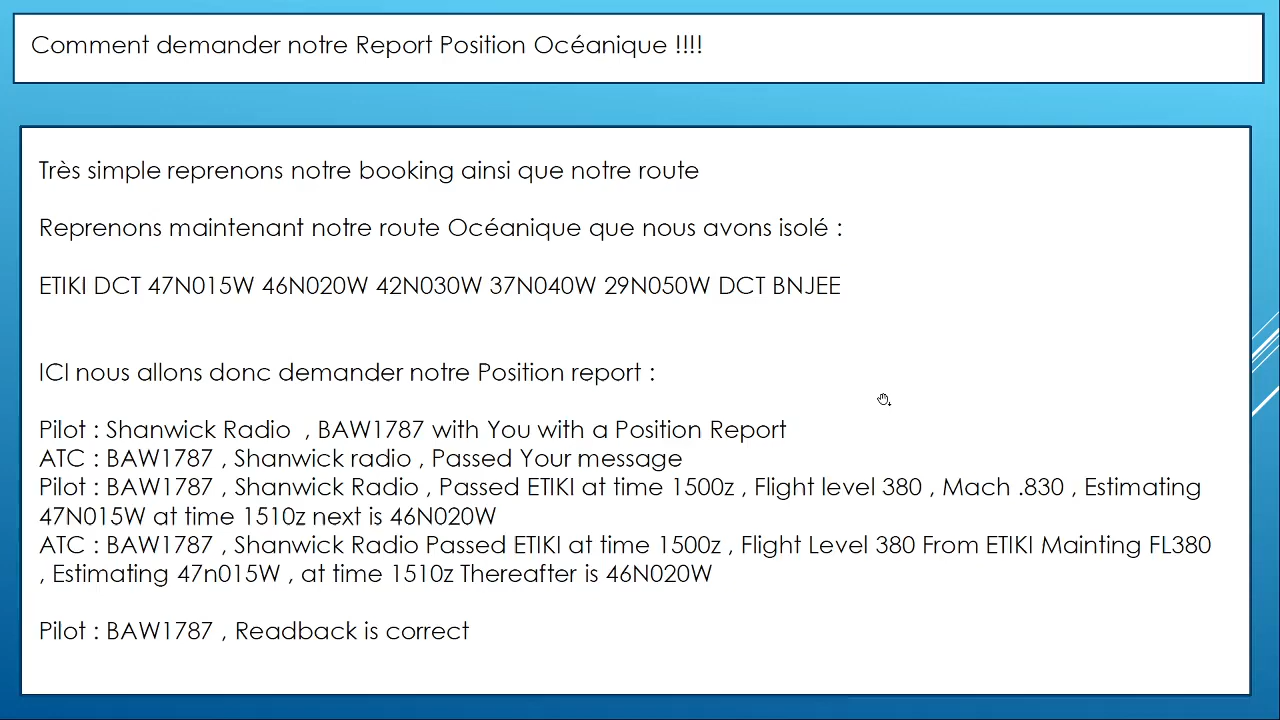 Comment demander notre Report Position Océanique !!!!
Très simple reprenons notre booking ainsi que notre route
Reprenons maintenant notre route Océanique que nous avons isolé :
ETIKI DCT 47N015W 46N020W 42N030W 37N040W 29N050W DCT BNJEE
ICI nous allons donc demander notre Position report :
Pilot : Shanwick Radio , BAW1787 with You with a Position Report
ATC : BAW1787 , Shanwick radio , Passed Your message
Pilot : BAW1787 , Shanwick Radio , Passed ETIKI at time 1500z , Flight level 380 , Mach .830 , Estimating
47N015W at time 1510z next is 46N020W
ATC : BAW1787 , Shanwick Radio Passed ETIKI at time 1500z , Flight Level 380 From ETIKI Mainting FL380
, Estimating 47n015W , at time 1510z Thereafter is 46N020W
Pilot : BAW1787 , Readback is correct